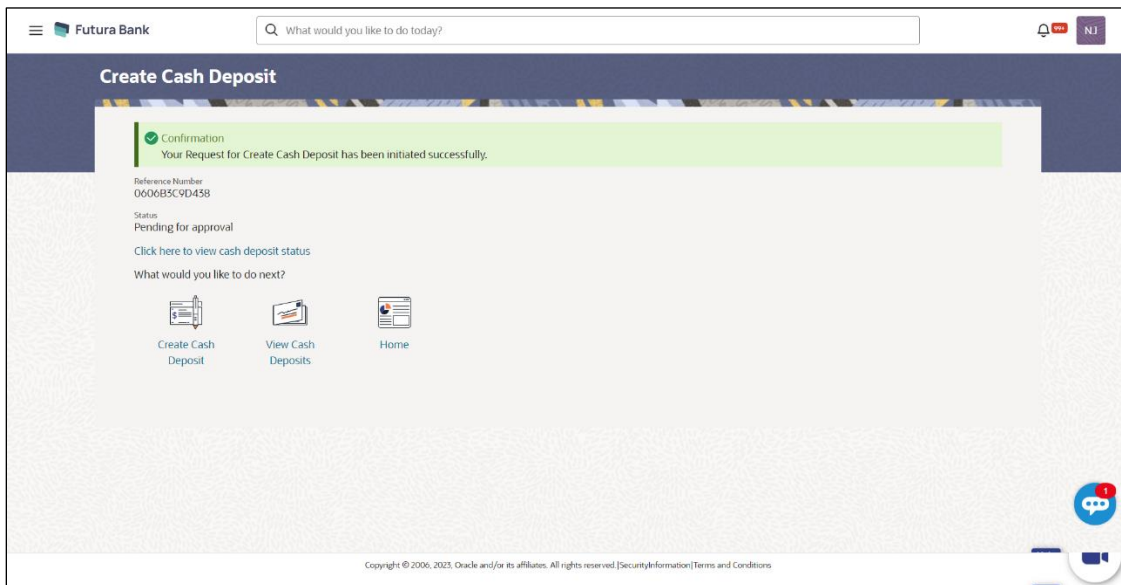 Futura Bank
What would you like to do today?
99+
NJ
Create Cash Deposit
Confirmation
Your Request for Create Cash Deposit has been initiated successfully.
Reference Number
0606B3C9D438
Status
Pending for approval
Click here to view cash deposit status
What would you like to do next?
Create Cash
Deposit
View Cash
Deposits
Home
1
Copyright © 2006, 2023, Oracle and/or its affiliates. All rights reserved.|SecurityInformation|Terms and Conditions